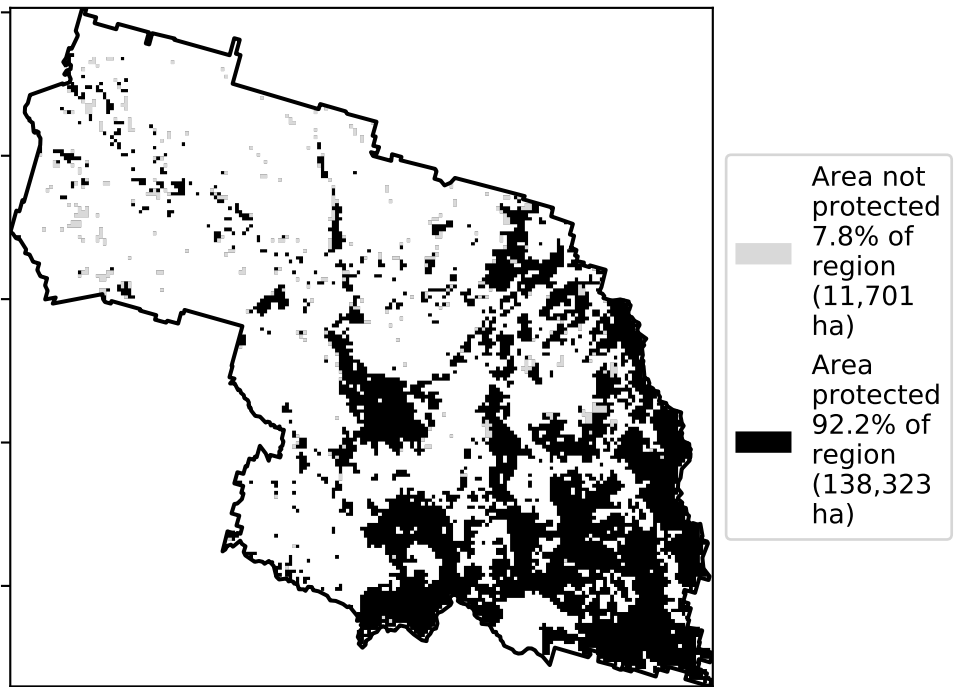 Area not
protected
7.8% of
region
(11,701
ha)
Area
protected
92.2% of
region
(138,323
ha)